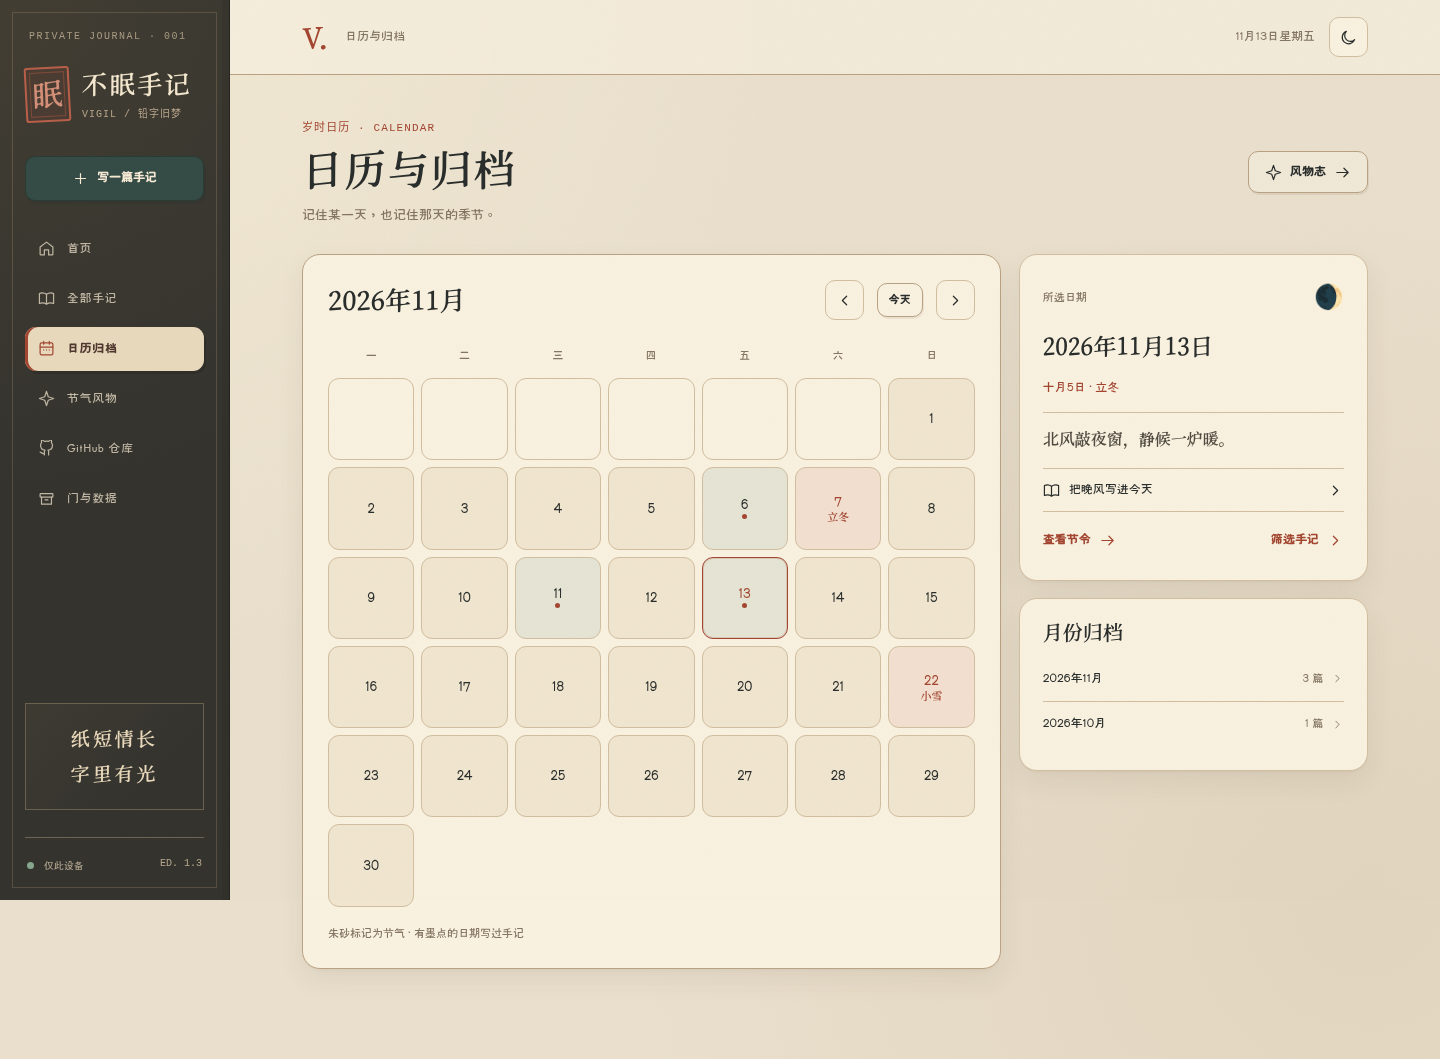 PRIVATE JOURNAL · 001
眠
不眠手记
VIGIL / 铅字旧梦
写一篇手记
首页
全部手记
日历归档
节气风物
GitHub 仓库
门与数据
纸短情长
字里有光
仅此设备
ED. 1.3
V.
日历与归档
11月13日星期五
岁时日历 · CALENDAR
日历与归档
记住某一天，也记住那天的季节。
风物志
2026年11月
今天
一 二 三 四 五 六 日
1
2 3 4 5 6 7 8
立冬
9 10 11 12 13 14 15
16 17 18 19 20 21 22
小雪
23 24 25 26 27 28 29
30
朱砂标记为节气 · 有墨点的日期写过手记
所选日期
2026年11月13日
十月5日 · 立冬
北风敲夜窗，静候一炉暖。
把晚风写进今天
查看节令
筛选手记
月份归档
2026年11月 3 篇
2026年10月 1 篇